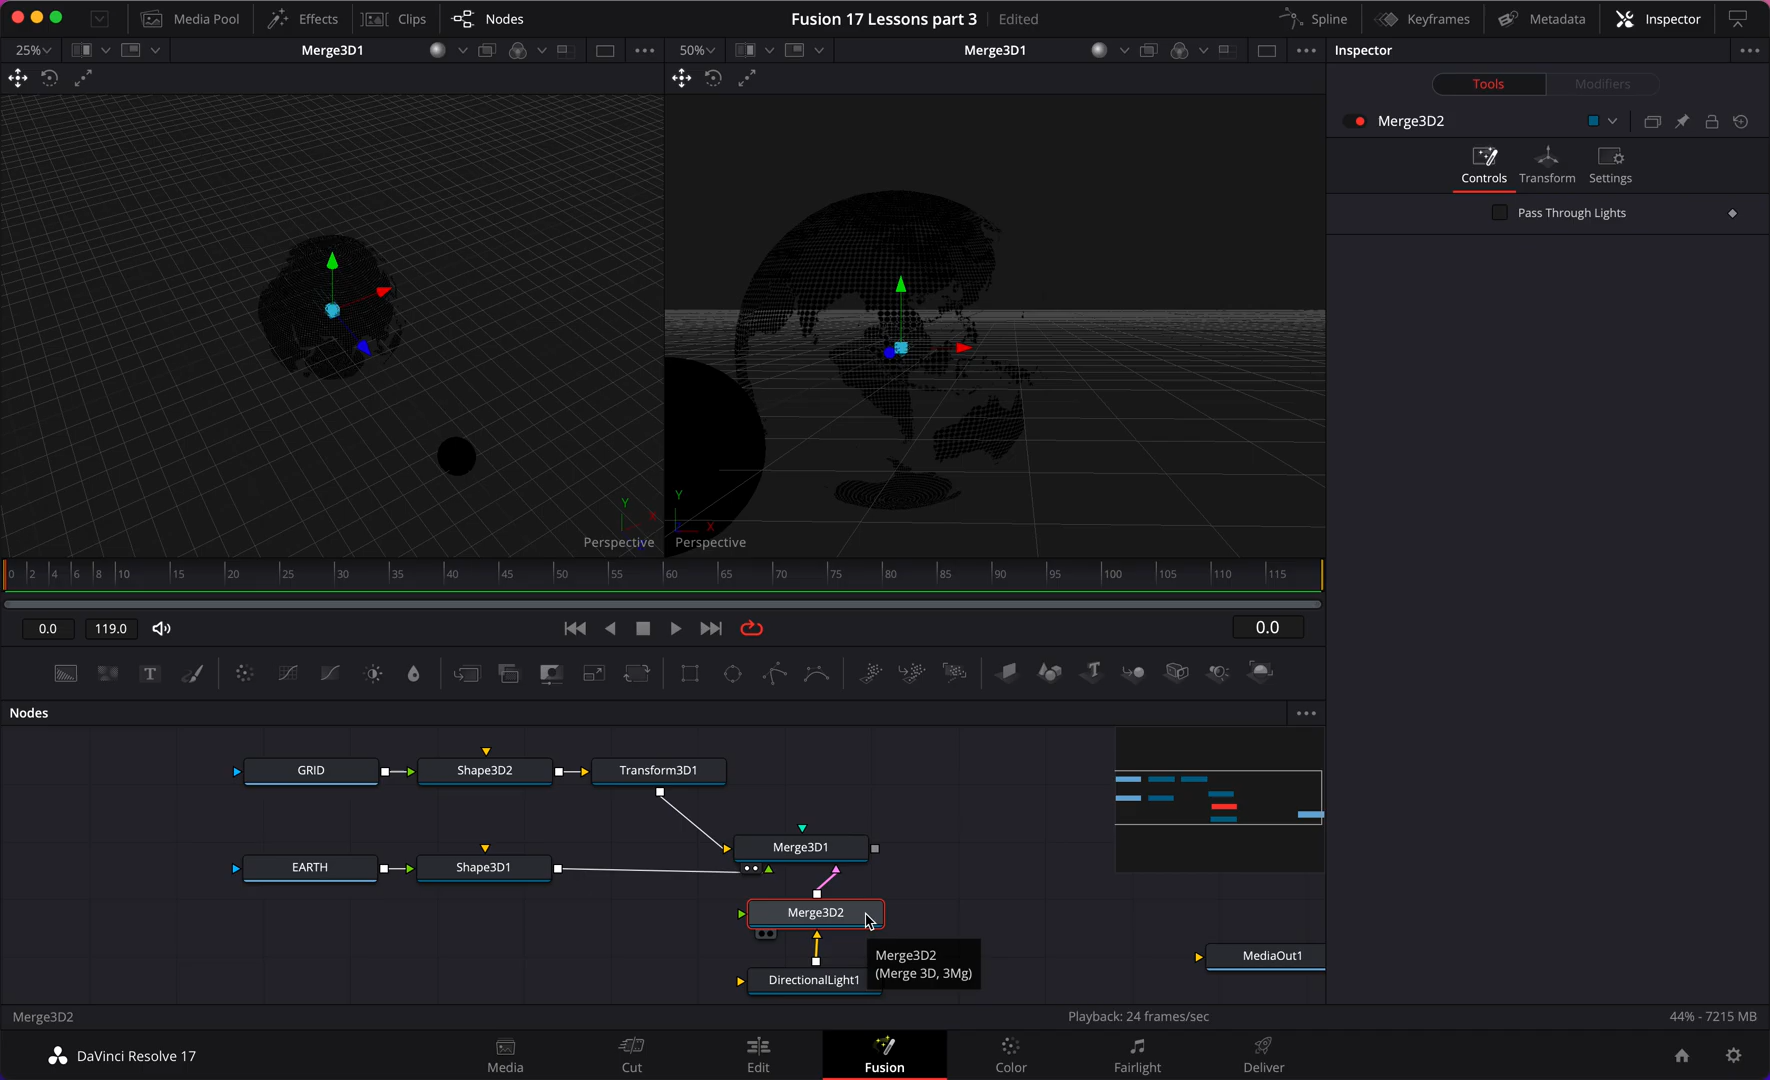 Media Pool
Effects
Clips
Nodes
Fusion 17 Lessons part 3
Edited
Spline
Keyframes
Metadata
Inspector
25%
Merge3D1
50%
Merge3D1
Inspector
Tools
Modifiers
Merge3D2
Controls
Transform
Settings
Pass Through Lights
Y
X
Perspective
Y
X
Perspective
0 2 4 6 8 10 15 20 25 30 35 40 45 50 55 60 65 70 75 80 85 90 95 100 105 110 115
0.0
119.0
0.0
T
T
Nodes
GRID
Shape3D2
Transform3D1
Merge3D1
EARTH
Shape3D1
Merge3D2
Merge3D2
(Merge 3D, 3Mg)
MediaOut1
DirectionalLight1
Merge3D2
Playback: 24 frames/sec
44% - 7215 MB
DaVinci Resolve 17
Media
Cut
Edit
Fusion
Color
Fairlight
Deliver